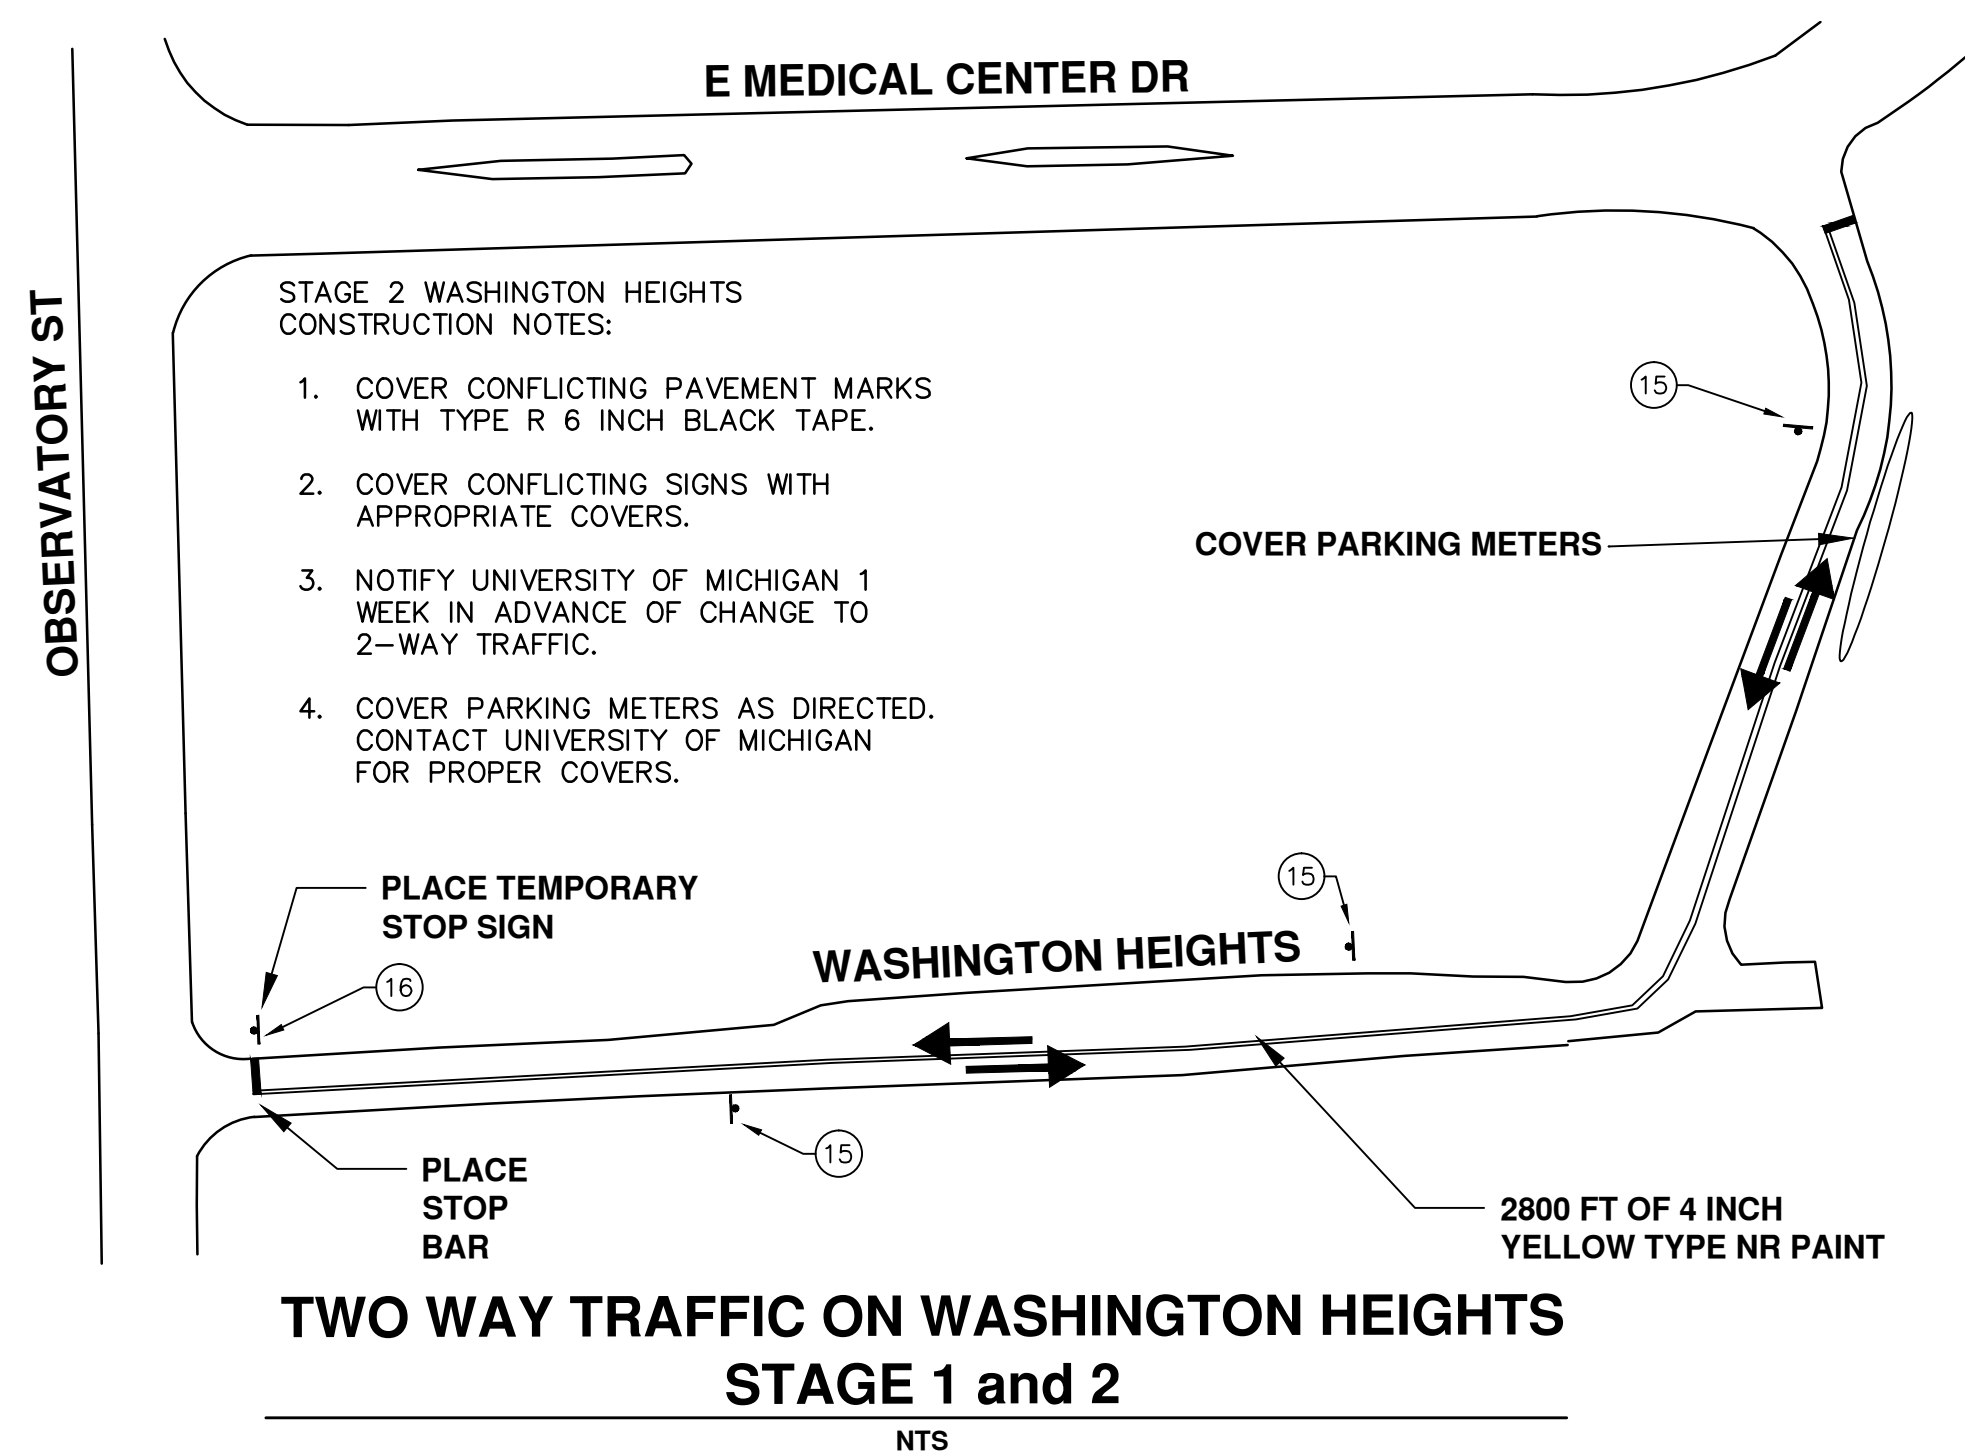 E MEDICAL CENTER DR
OBSERVATORY ST
STAGE 2 WASHINGTON HEIGHTS
CONSTRUCTION NOTES:
1. COVER CONFLICTING PAVEMENT MARKS
WITH TYPE R 6 INCH BLACK TAPE.
2. COVER CONFLICTING SIGNS WITH
APPROPRIATE COVERS.
3. NOTIFY UNIVERSITY OF MICHIGAN 1
WEEK IN ADVANCE OF CHANGE TO
2-WAY TRAFFIC.
4. COVER PARKING METERS AS DIRECTED.
CONTACT UNIVERSITY OF MICHIGAN
FOR PROPER COVERS.
15
COVER PARKING METERS
PLACE TEMPORARY
STOP SIGN
16
15
WASHINGTON HEIGHTS
15
PLACE
STOP
BAR
2800 FT OF 4 INCH
YELLOW TYPE NR PAINT
TWO WAY TRAFFIC ON WASHINGTON HEIGHTS
STAGE 1 and 2
NTS